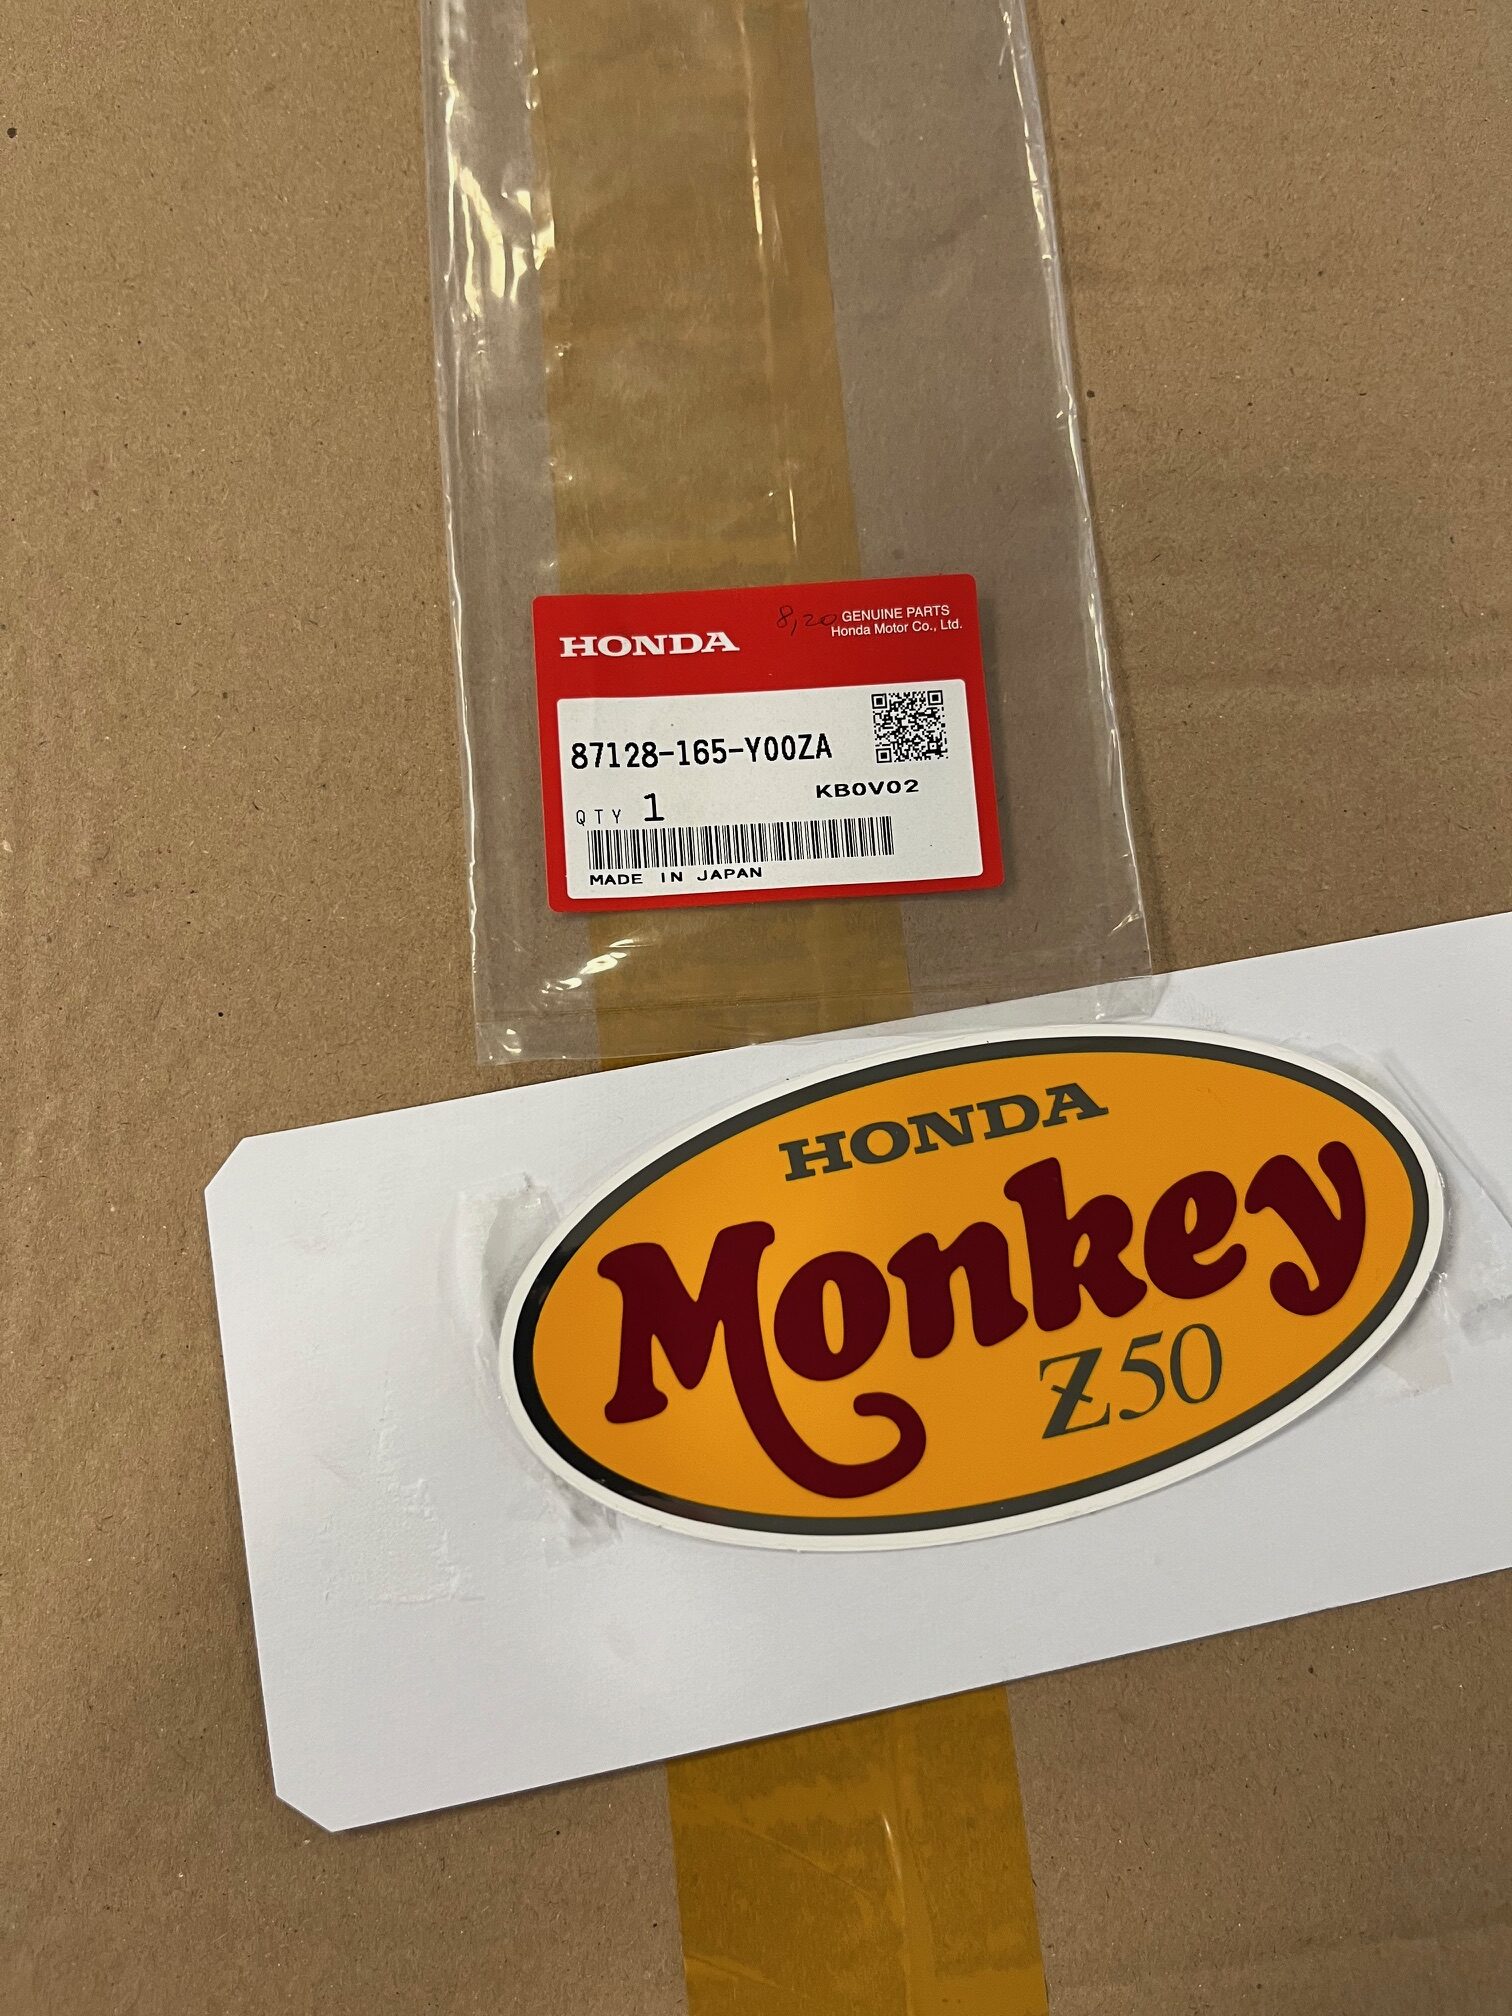 8,20
GENUINE PARTS
HONDA
Honda Motor Co., Ltd.
87128-165-Y00ZA
KB0V02
QTY 1
MADE IN JAPAN
HONDA
Monkey
Z50